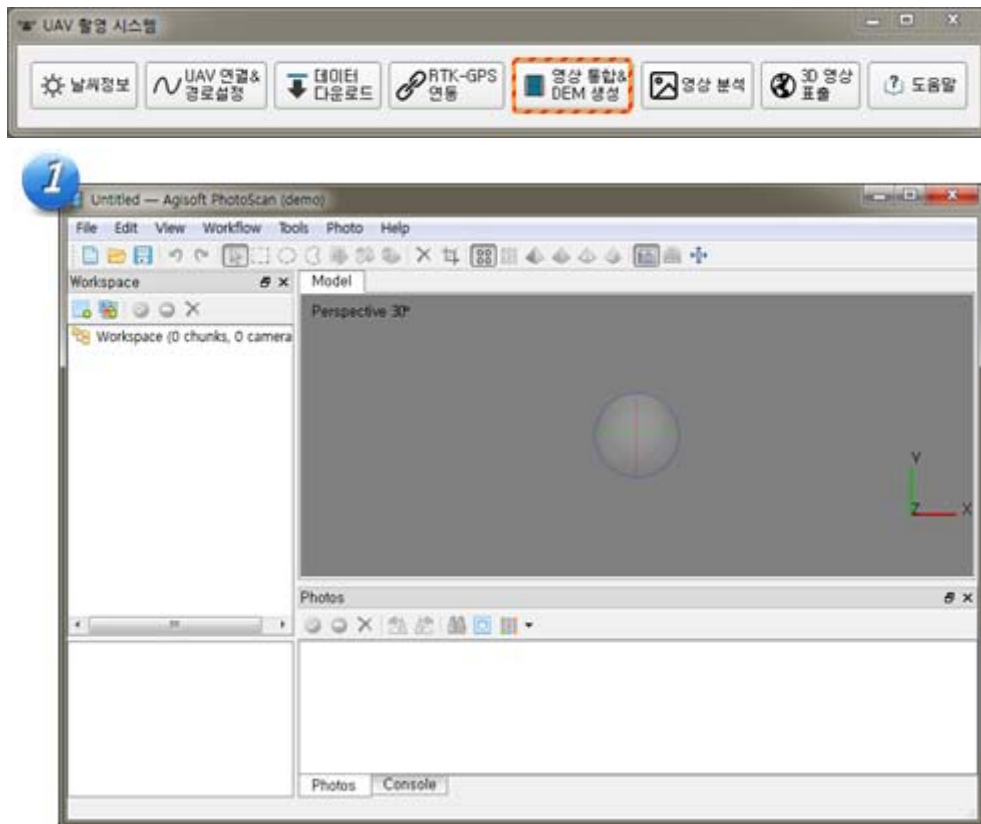 UAV 촬영 시스템
날씨정보
UAV 연결&
경로설정
데이터
다운로드
RTK-GPS
연동
영상 통합&
DEM 생성
영상 분석
3D 영상
표출
도움말
1
Untitled — Agisoft PhotoScan (demo)
File Edit View Workflow Tools Photo Help
Workspace
Model
Perspective 30°
Workspace (0 chunks, 0 camera
Y
Z X
Photos
Photos Console